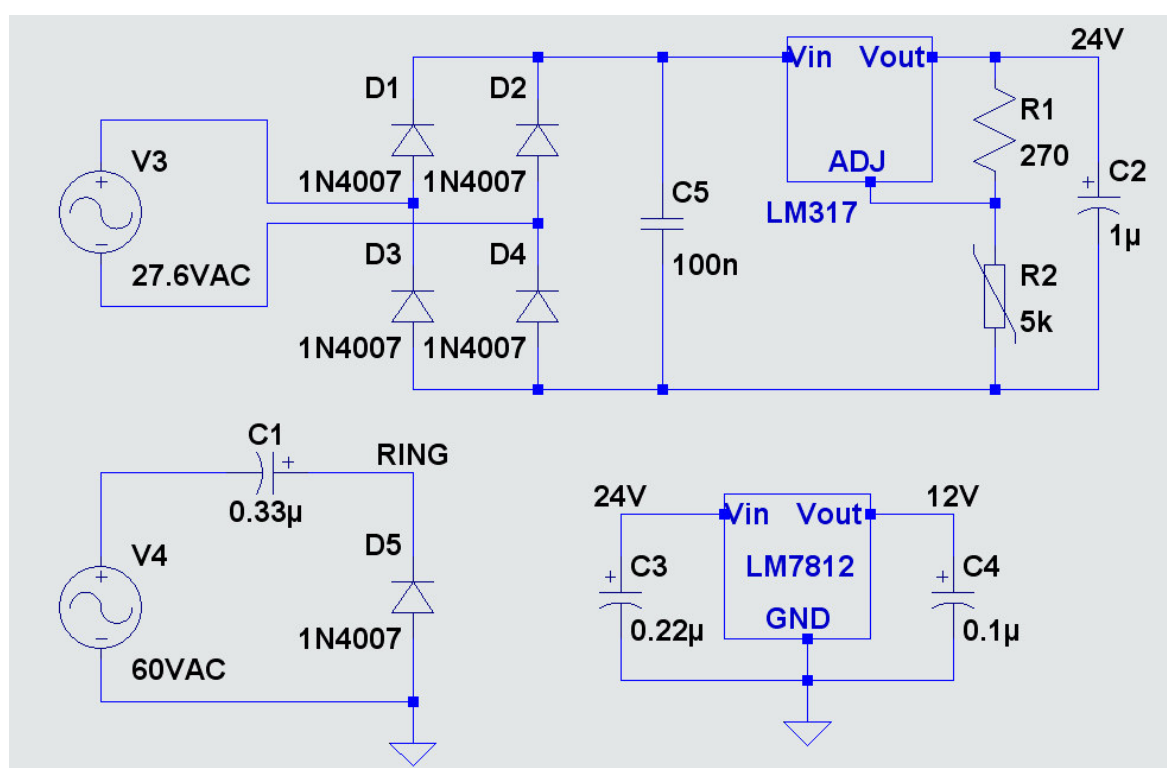 24V
Vin Vout
D1 D2
R1
V3
ADJ
270
1N4007 1N4007
C5
C2
LM317
1µ
D3 D4
100n
27.6VAC
R2
5k
1N4007 1N4007
C1
RING
0.33µ
24V
12V
Vin Vout
V4
D5
C3
LM7812
C4
GND
1N4007
0.22µ
0.1µ
60VAC